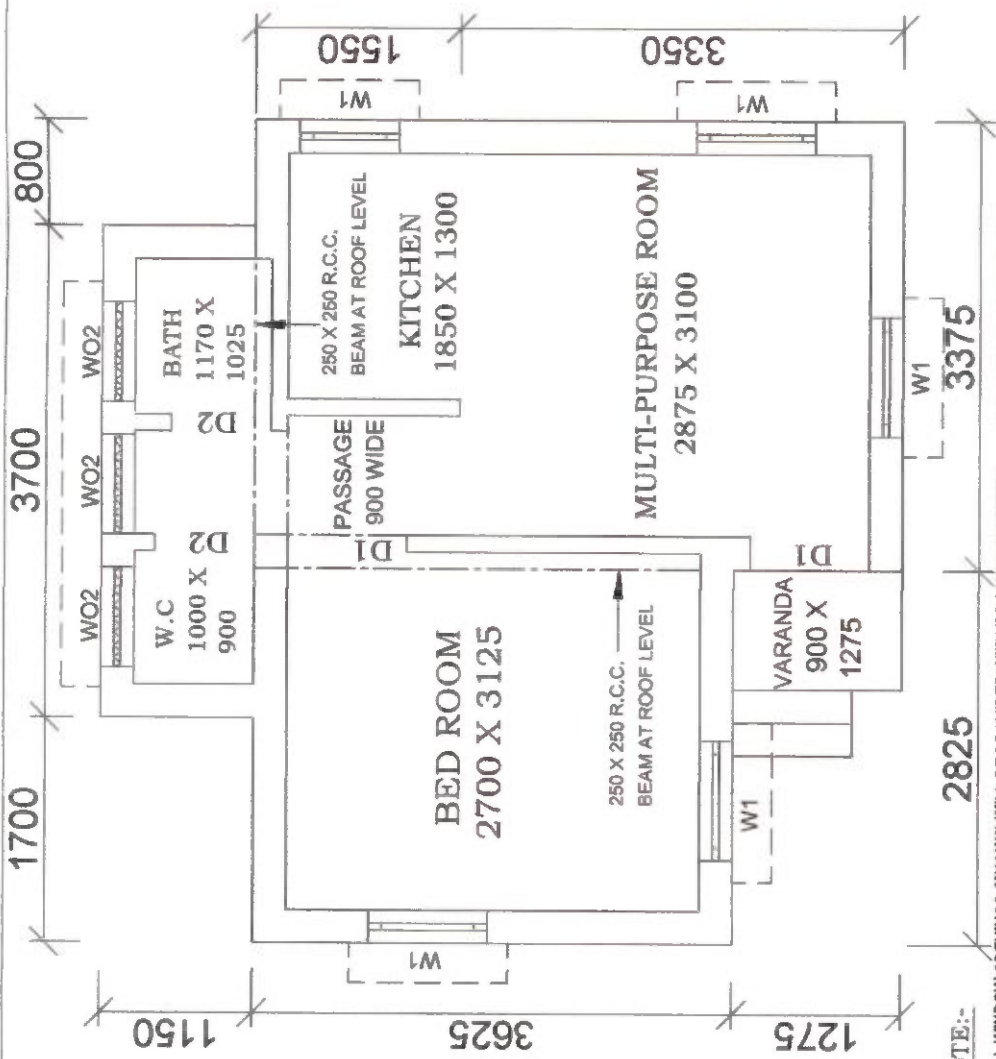 1700
3700
800
WO2
WO2
WO2
W.C
1000 X
900
D2
D2
BATH
1170 X
1025
1150
3625
1275
1550
3350
W1
W1
PASSAGE
900 WIDE
250 X 250 R.C.C.
BEAM AT ROOF LEVEL
KITCHEN
1850 X 1300
D1
BED ROOM
2700 X 3125
MULTI-PURPOSE ROOM
2875 X 3100
250 X 250 R.C.C.
BEAM AT ROOF LEVEL
W1
W1
VARANDA
900 X
1275
D1
W1
2825
3375
TE:-